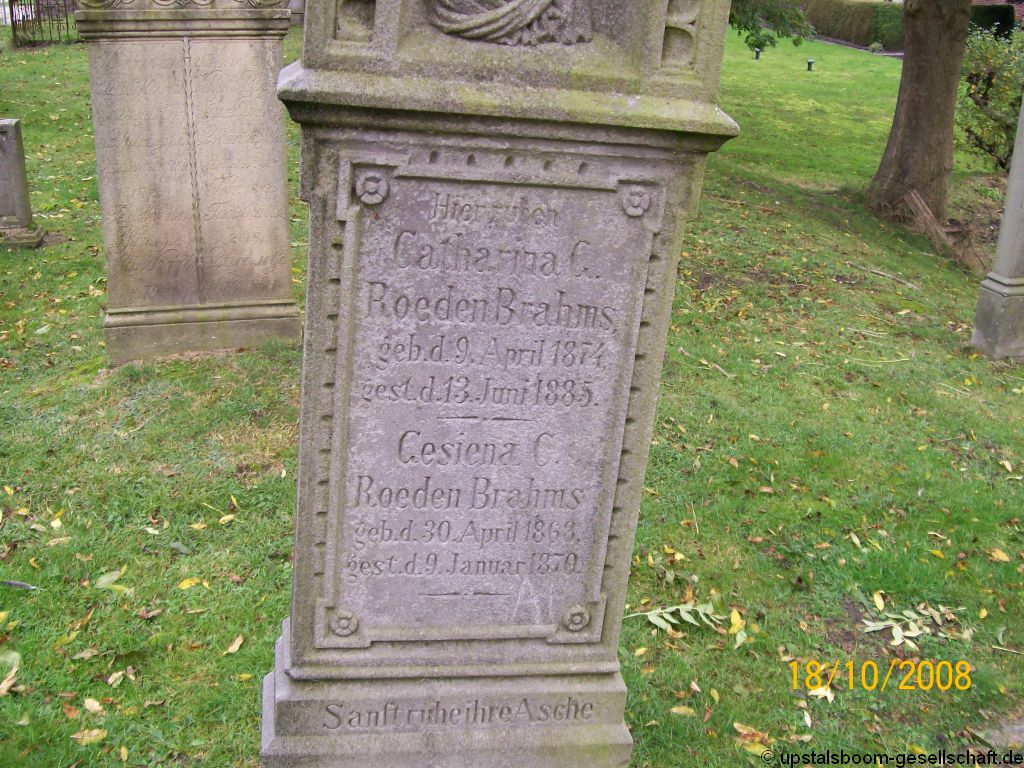 Hier ruhen
Catharina C.
Roeden Brahms,
geb. d. 9. April 1874,
gest. d. 13. Juni 1885.
Gesiena C.
Roeden Brahms
geb. d. 30. April 1863.
gest. d. 9. Januar 1870.
Sanft ruhe ihre Asche
18/10/2008
© upstalsboom-gesellschaft.de